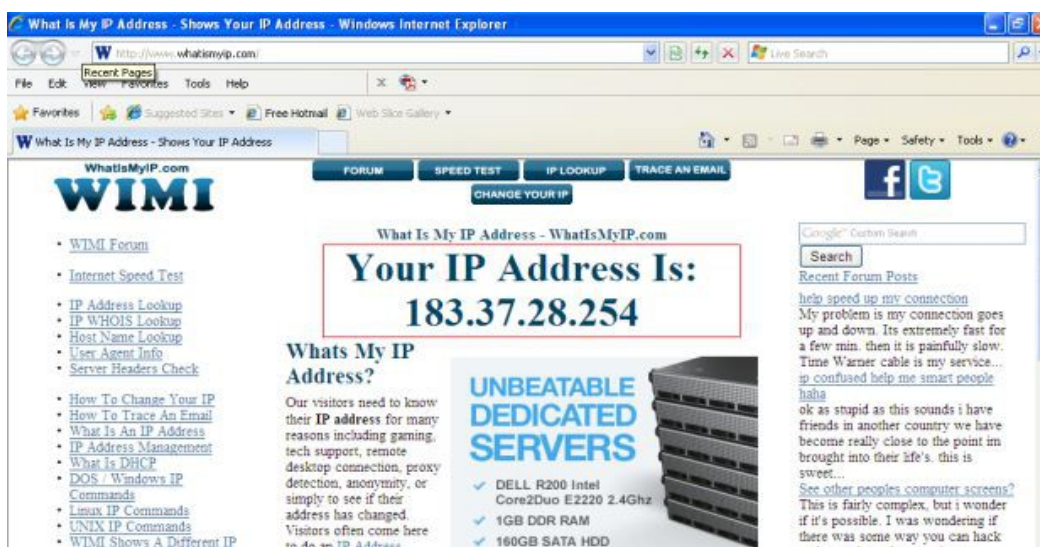 What Is My IP Address - Shows Your IP Address - Windows Internet Explorer
http://www.whatismyip.com/
Live Search
Recent Pages
File Edit View Favorites Tools Help
x
Favorites Suggested Sites Free Hotmail Web Slice Gallery
What Is My IP Address - Shows Your IP Address
Page Safety Tools
WhatIsMyIP.com
WIMI
FORUM
SPEED TEST
IP LOOKUP
TRACE AN EMAIL
CHANGE YOUR IP
WIMI Forum
Internet Speed Test
IP Address Lookup
IP WHOIS Lookup
Host Name Lookup
User Agent Info
Server Headers Check
How To Change Your IP
How To Trace An Email
What Is An IP Address
IP Address Management
What Is DHCP
DOS / Windows IP
Commands
Linux IP Commands
UNIX IP Commands
WIMI Shows A Different IP
What Is My IP Address - WhatIsMyIP.com
Your IP Address Is:
183.37.28.254
Whats My IP
Address?
Our visitors need to know
their IP address for many
reasons including gaming,
tech support, remote
desktop connection, proxy
detection, anonymity, or
simply to see if their
address has changed.
Visitors often come here
to do an IP Address
UNBEATABLE
DEDICATED
SERVERS
DELL R200 Intel
Core2Duo E2220 2.4Ghz
1GB DDR RAM
160GB SATA HDD
Google Custom Search
Search
Recent Forum Posts
help speed up my connection
My problem is my connection goes
up and down. Its extremely fast for
a few min. then it is painfully slow.
Time Warner cable is my service...
ip confused help me smart people
haha
ok as stupid as this sounds i have
friends in another country we have
become really close to the point im
brought into their life's. this is
sweet...
See other peoples computer screens?
This is fairly complex, but i wonder
if it's possible. I was wondering if
there was some way you can hack